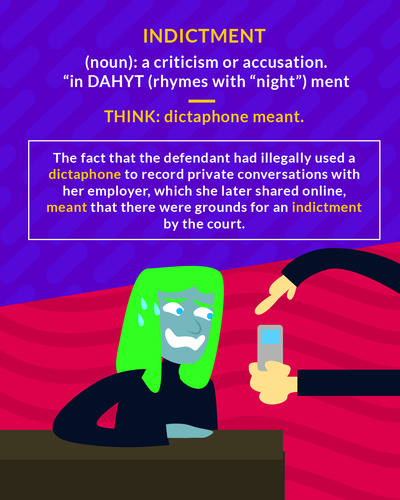 INDICTMENT
(noun): a criticism or accusation.
“in DAHYT (rhymes with “night”) ment
THINK: dictaphone meant.
The fact that the defendant had illegally used a
dictaphone to record private conversations with
her employer, which she later shared online,
meant that there were grounds for an indictment
by the court.